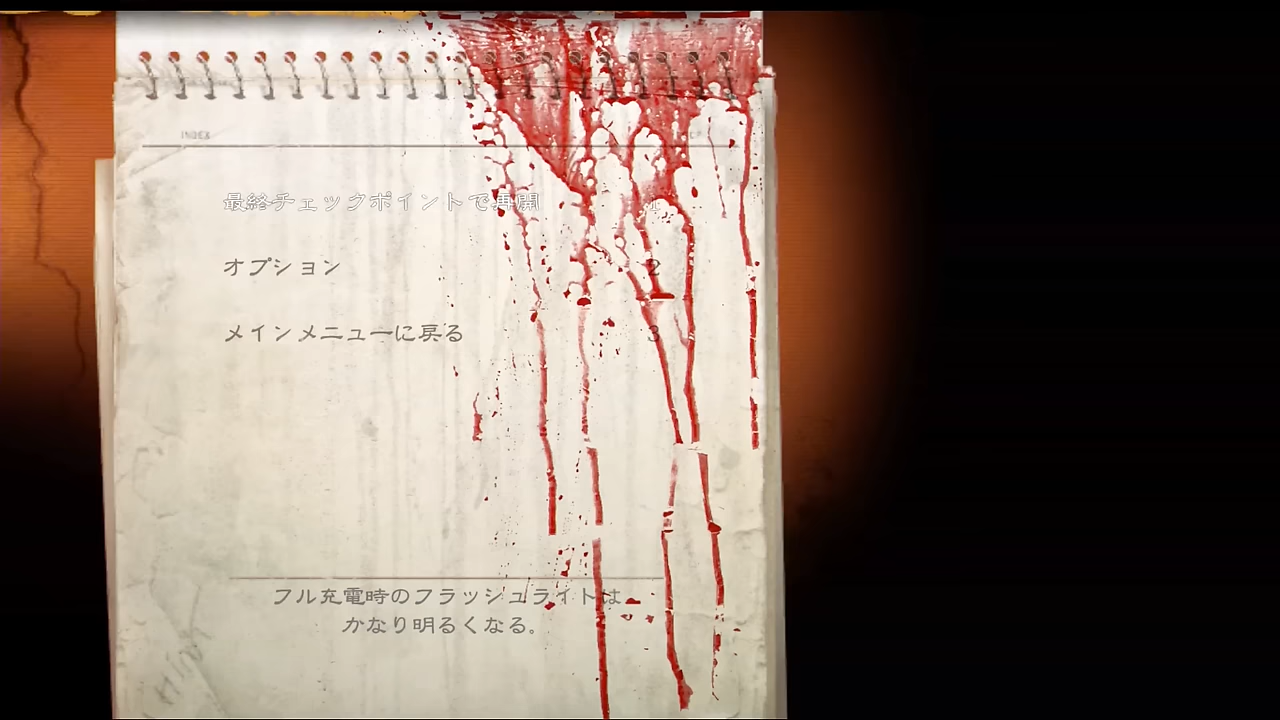 INDEX
最終チェックポイントで再開 1
オプション 2
メインメニューに戻る 3
フル充電時のフラッシュライトは
かなり明るくなる。